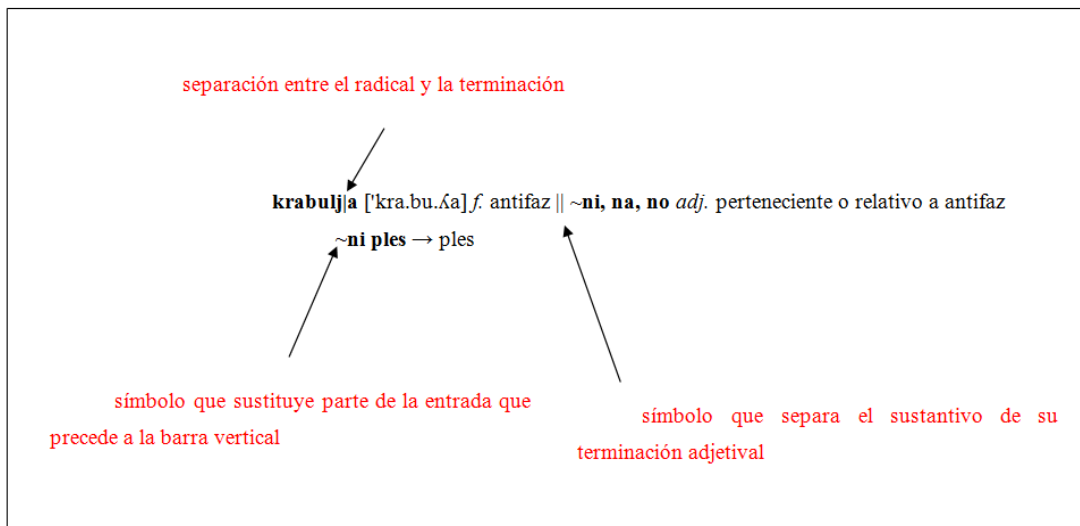 separación entre el radical y la terminación
krabulj|a ['kra.bu.ʎa] f. antifaz || ~ni, na, no adj. perteneciente o relativo a antifaz
~ni ples → ples
símbolo que sustituye parte de la entrada que
precede a la barra vertical
símbolo que separa el sustantivo de su
terminación adjetival